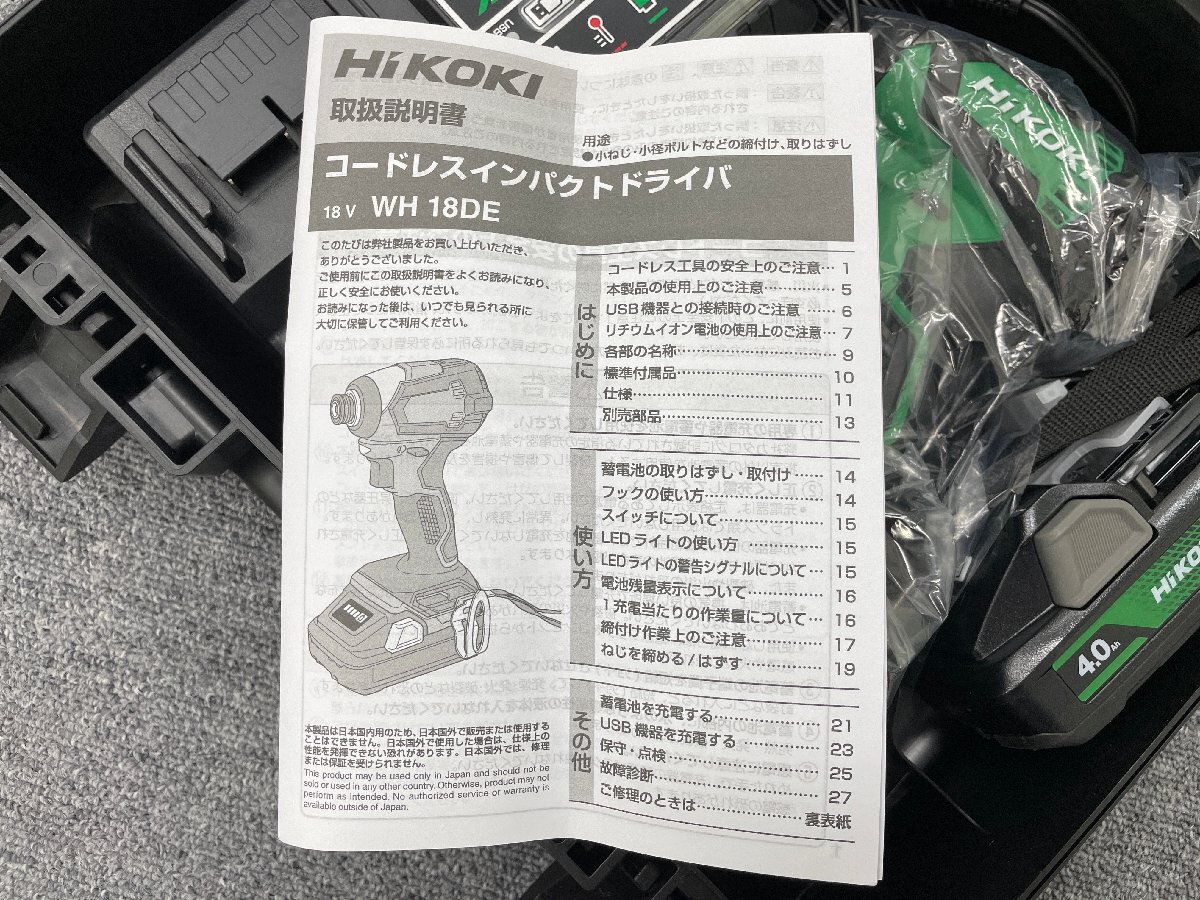 USB
HiKOKI
取扱説明書
用途
●小ねじ・小径ボルトなどの締付け、取りはずし
コードレスインパクトドライバ
18 V WH 18DE
このたびは弊社製品をお買い上げいただき、
ありがとうございました。
ご使用前にこの取扱説明書をよくお読みになり、
正しく安全にお使いください。
お読みになった後は、いつでも見られる所に
大切に保管してご利用ください。
はじめに
コードレス工具の安全上のご注意… 1
本製品の使用上のご注意…………… 5
USB機器との接続時のご注意 …… 6
リチウムイオン電池の使用上のご注意… 7
各部の名称…………………………… 9
標準付属品…………………………… 10
仕様…………………………………… 11
別売部品……………………………… 13
使い方
蓄電池の取りはずし・取付け…… 14
フックの使い方……………………… 14
スイッチについて…………………… 15
LEDライトの使い方 ……………… 15
LEDライトの警告シグナルについて… 15
電池残量表示について……………… 16
1充電当たりの作業量について… 16
締付け作業上のご注意……………… 17
ねじを締める/はずす ……………… 19
その他
蓄電池を充電する…………………… 21
USB機器を充電する ……………… 23
保守・点検…………………………… 25
故障診断……………………………… 27
ご修理のときは………………… 裏表紙
本製品は日本国内用のため、日本国外で販売または使用する
ことはできません。日本国外で使用した場合は、仕様上の
性能を発揮できない恐れがあります。日本国外では、修理
または保証を受けられません。
This product may be used only in Japan and should not be
sold or used in any other country. Otherwise, product may not
perform as intended. No authorized service or warranty is
available outside of Japan.
HiKOKI
HiKOKI
4.0Ah